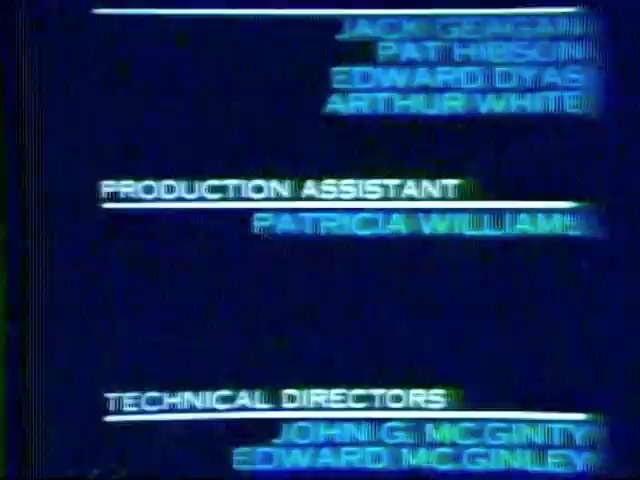 JACK GEAGAN
PAT HIBSON
EDWARD DYAS
ARTHUR WHITE
PRODUCTION ASSISTANT
PATRICIA WILLIAMS
TECHNICAL DIRECTORS
JOHN G. MC.GINTY
EDWARD MC.GINLEY